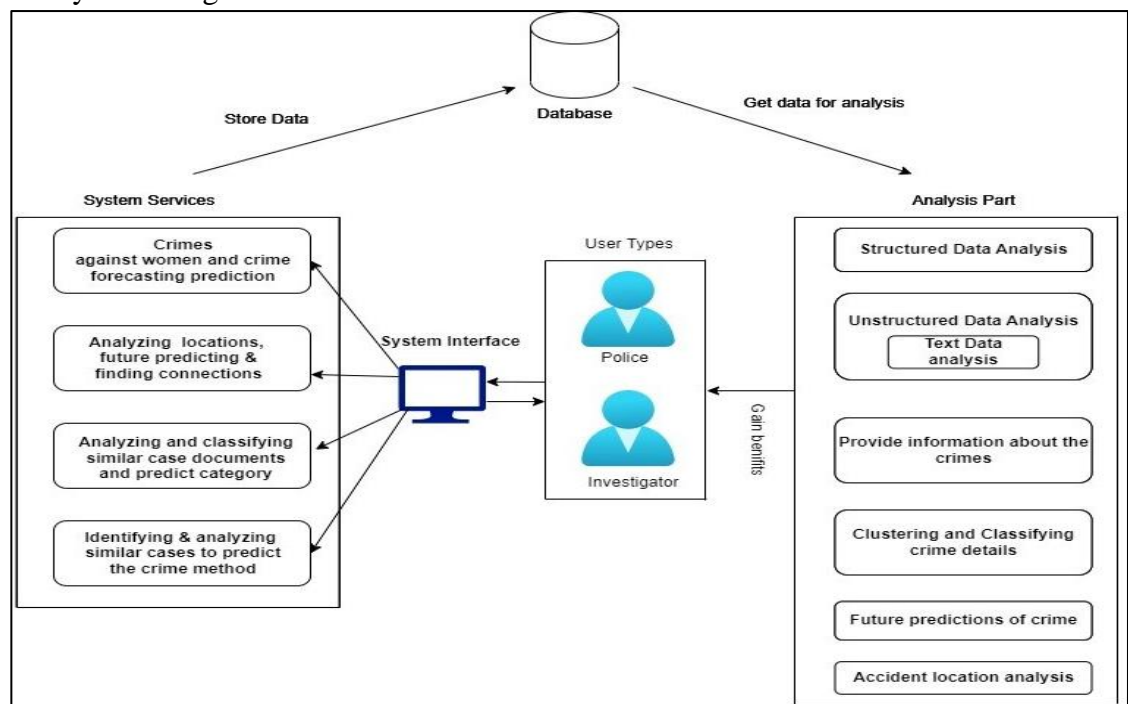 Database
Store Data
Get data for analysis
System Services
Crimes
against women and crime
forecasting prediction
Analyzing locations,
future predicting &
finding connections
Analyzing and classifying
similar case documents
and predict category
Identifying & analyzing
similar cases to predict
the crime method
System Interface
User Types
Police
Investigator
Gain benifits
Analysis Part
Structured Data Analysis
Unstructured Data Analysis
Text Data
analysis
Provide information about the
crimes
Clustering and Classifying
crime details
Future predictions of crime
Accident location analysis